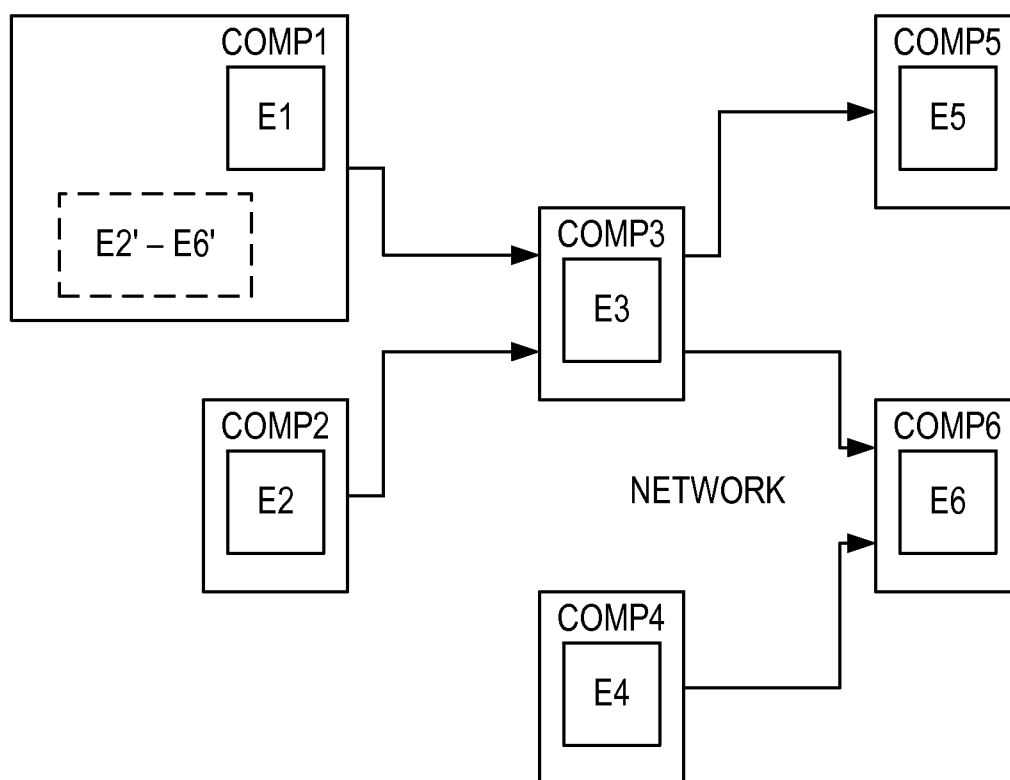 COMP1
E1
E2' – E6'
COMP2
E2
COMP3
E3
NETWORK
COMP4
E4
COMP5
E5
COMP6
E6